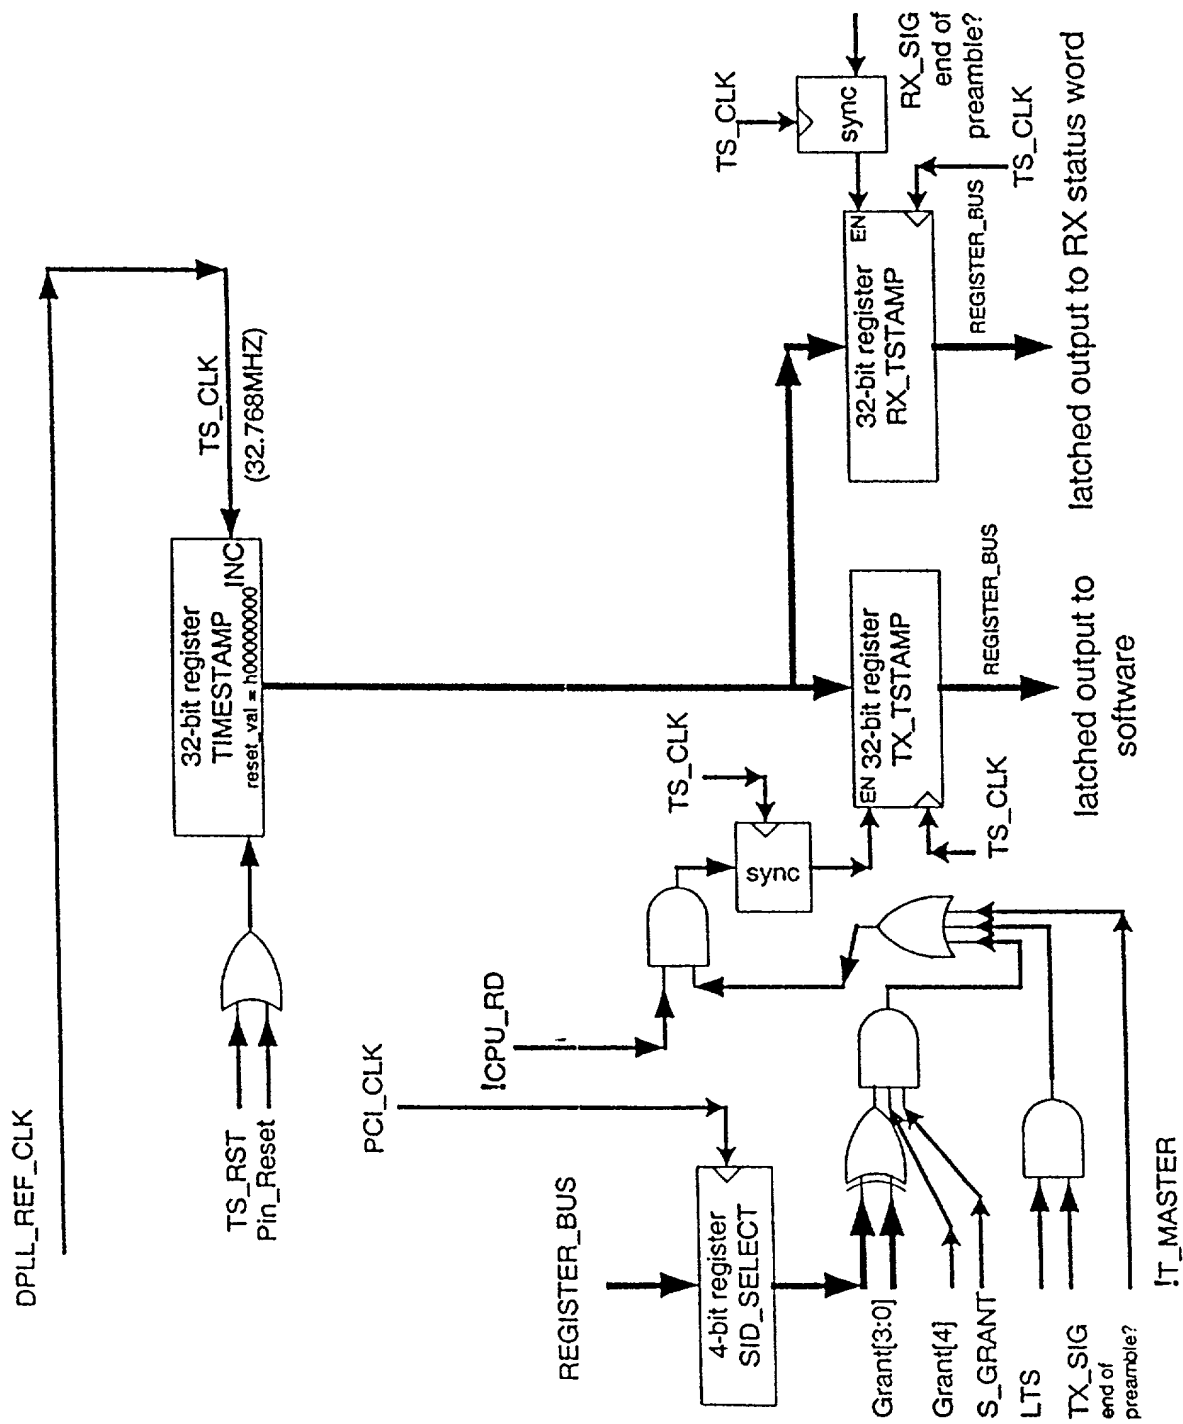 DPLL_REF_CLK
TS_RST
Pin_Reset
32-bit register
TIMESTAMP
reset_val = h00000000
INC
TS_CLK
(32.768MHZ)
PCI_CLK
!CPU_RD
REGISTER_BUS
4-bit register
SID_SELECT
Grant[3:0]
Grant[4]
S_GRANT
LTS
TX_SIG
end of
preamble?
!T_MASTER
TS_CLK
sync
EN
32-bit register
TX_TSTAMP
TS_CLK
REGISTER_BUS
latched output to
software
TS_CLK
sync
RX_SIG
end of
preamble?
EN
32-bit register
RX_TSTAMP
TS_CLK
REGISTER_BUS
latched output to RX status word